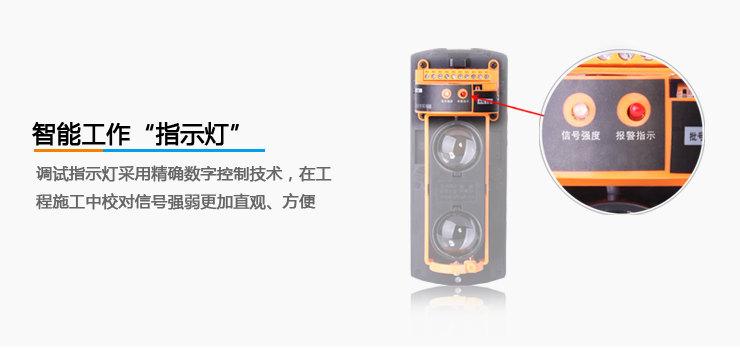 智能工作“指示灯”
调试指示灯采用精确数字控制技术，在工
程施工中校对信号强弱更加直观、方便
信号强度 报警指示
批号